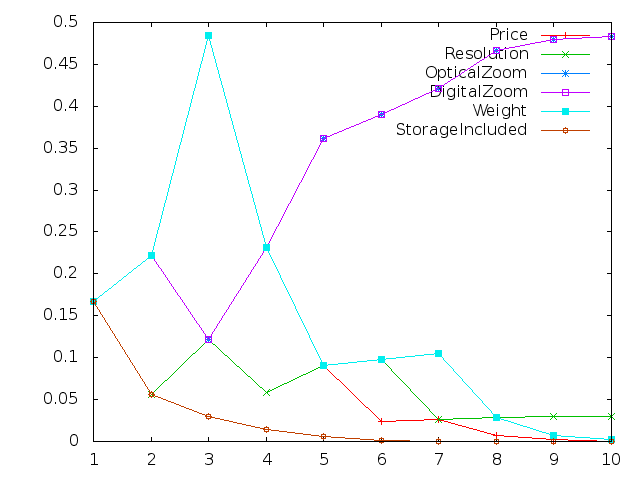 0.5
0.45
0.4
0.35
0.3
0.25
0.2
0.15
0.1
0.05
0
1 2 3 4 5 6 7 8 9 10
Price
Resolution
OpticalZoom
DigitalZoom
Weight
StorageIncluded